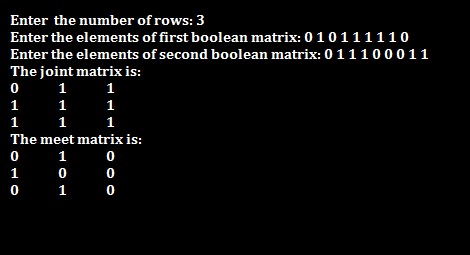 Enter the number of rows: 3
Enter the elements of first boolean matrix: 0 1 0 1 1 1 1 1 0
Enter the elements of second boolean matrix: 0 1 1 1 0 0 0 1 1
The joint matrix is:
0 1 1
1 1 1
1 1 1
The meet matrix is:
0 1 0
1 0 0
0 1 0